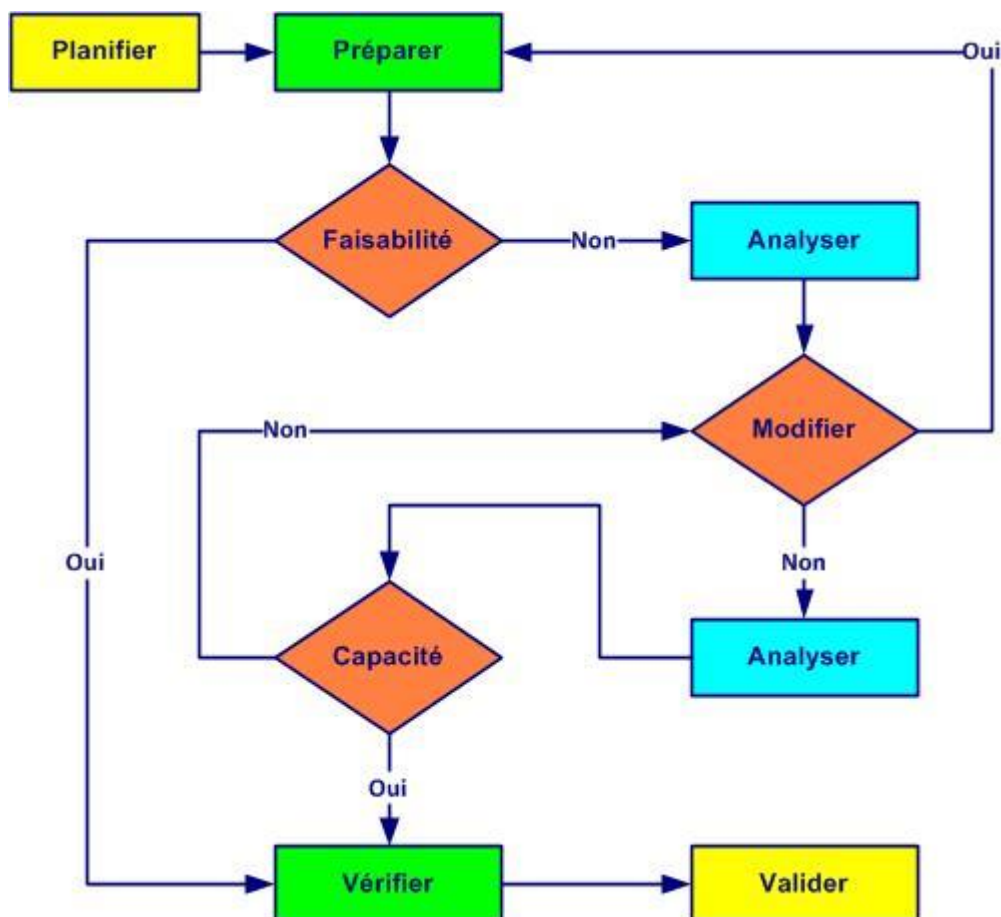 Planifier
Préparer
Oui
Faisabilité
Non
Analyser
Non
Modifier
Oui
Non
Capacité
Analyser
Oui
Vérifier
Valider